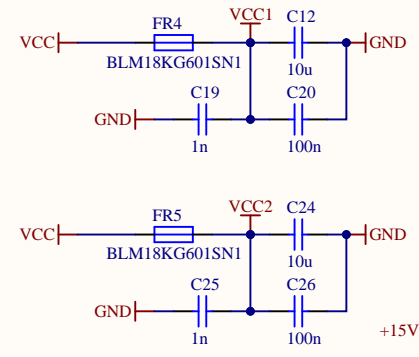 FR4 VCC1 C12
VCC GND
BLM18KG601SN1 10u
C19 C20
GND
1n 100n
FR5 VCC2 C24
VCC GND
BLM18KG601SN1 10u
C25 C26
GND
1n 100n
+15V